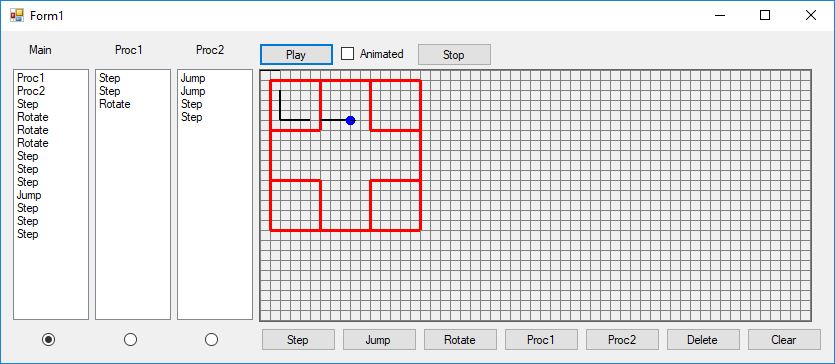 Form1
Main
Proc1
Proc2
Play
Animated
Stop
Proc1
Proc2
Step
Rotate
Rotate
Rotate
Step
Step
Step
Jump
Step
Step
Step
Step
Step
Rotate
Jump
Jump
Step
Step
Step
Jump
Rotate
Proc1
Proc2
Delete
Clear